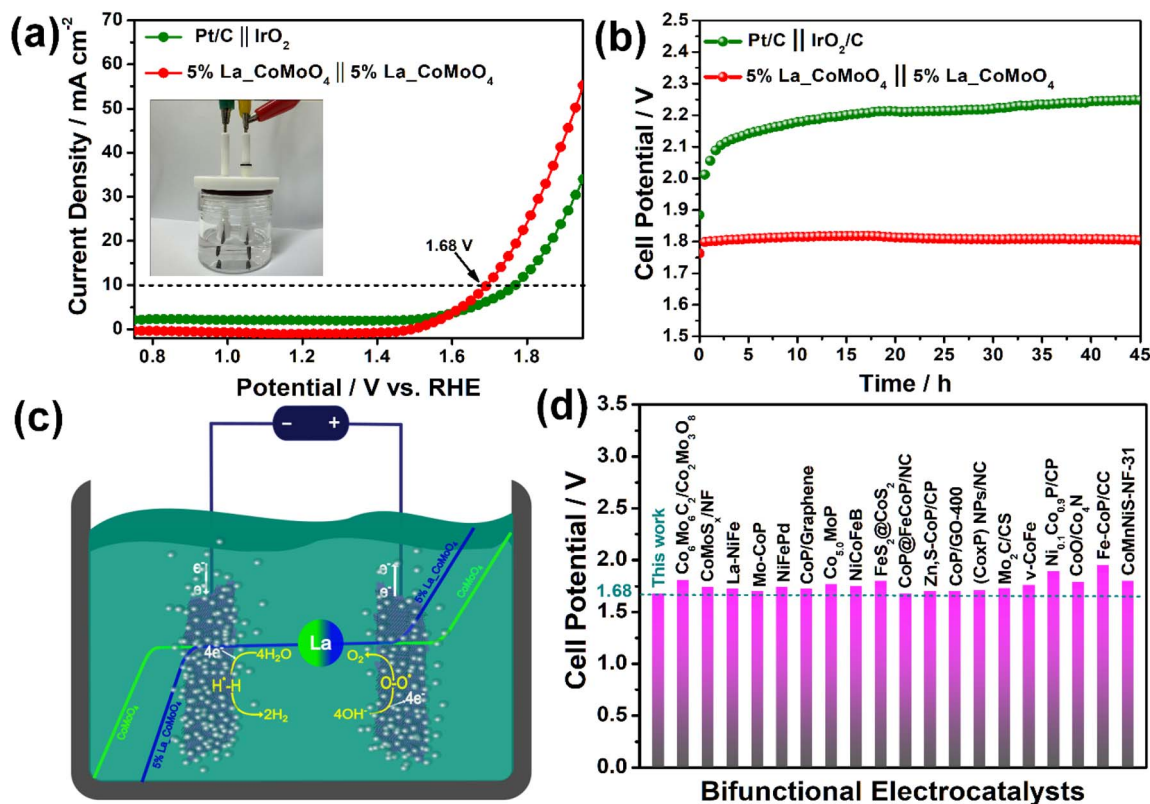 (a)
Pt/C || IrO₂
5% La_CoMoO₄ || 5% La_CoMoO₄
Current Density / mA cm⁻²
70
60
50
40
30
20
10
0
1.68 V
0.8 1.0 1.2 1.4 1.6 1.8
Potential / V vs. RHE
(b)
Pt/C || IrO₂/C
5% La_CoMoO₄ || 5% La_CoMoO₄
Cell Potential / V
2.5
2.4
2.3
2.2
2.1
2.0
1.9
1.8
1.7
1.6
1.5
0 5 10 15 20 25 30 35 40 45
Time / h
(c)
− +
e⁻
e⁻
e⁻
e⁻
5% La_CoMoO₄
CoMoO₄
La
4e⁻
4H₂O
O₂
H*-H
O-O*
4e⁻
2H₂
4OH⁻
CoMoO₄
5% La_CoMoO₄
(d)
Cell Potential / V
3.5
3.0
2.5
2.0
1.68
1.5
1.0
0.5
0.0
This work
Co₆Mo₆C₂/Co₂Mo₃O₈
CoMoSₓ/NF
La-NiFe
Mo-CoP
NiFePd
CoP/Graphene
Co₅.₀MoP
NiCoFeB
FeS₂@CoS₂
CoP@FeCoP/NC
Zn,S-CoP/CP
CoP/GO-400
(CoxP) NPs/NC
Mo₂C/CS
v-CoFe
Ni₀.₁Co₀.₉P/CP
CoO/Co₄N
Fe-CoP/CC
CoMnNiS-NF-31
Bifunctional Electrocatalysts